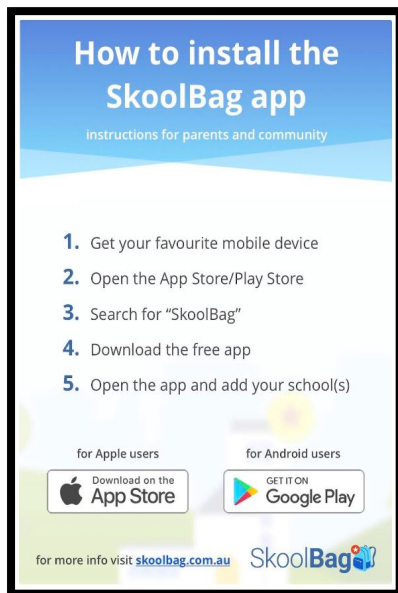 How to install the
SkoolBag app
instructions for parents and community
1. Get your favourite mobile device
2. Open the App Store/Play Store
3. Search for “SkoolBag”
4. Download the free app
5. Open the app and add your school(s)
for Apple users
for Android users
Download on the
App Store
GET IT ON
Google Play
for more info visit skoolbag.com.au
SkoolBag